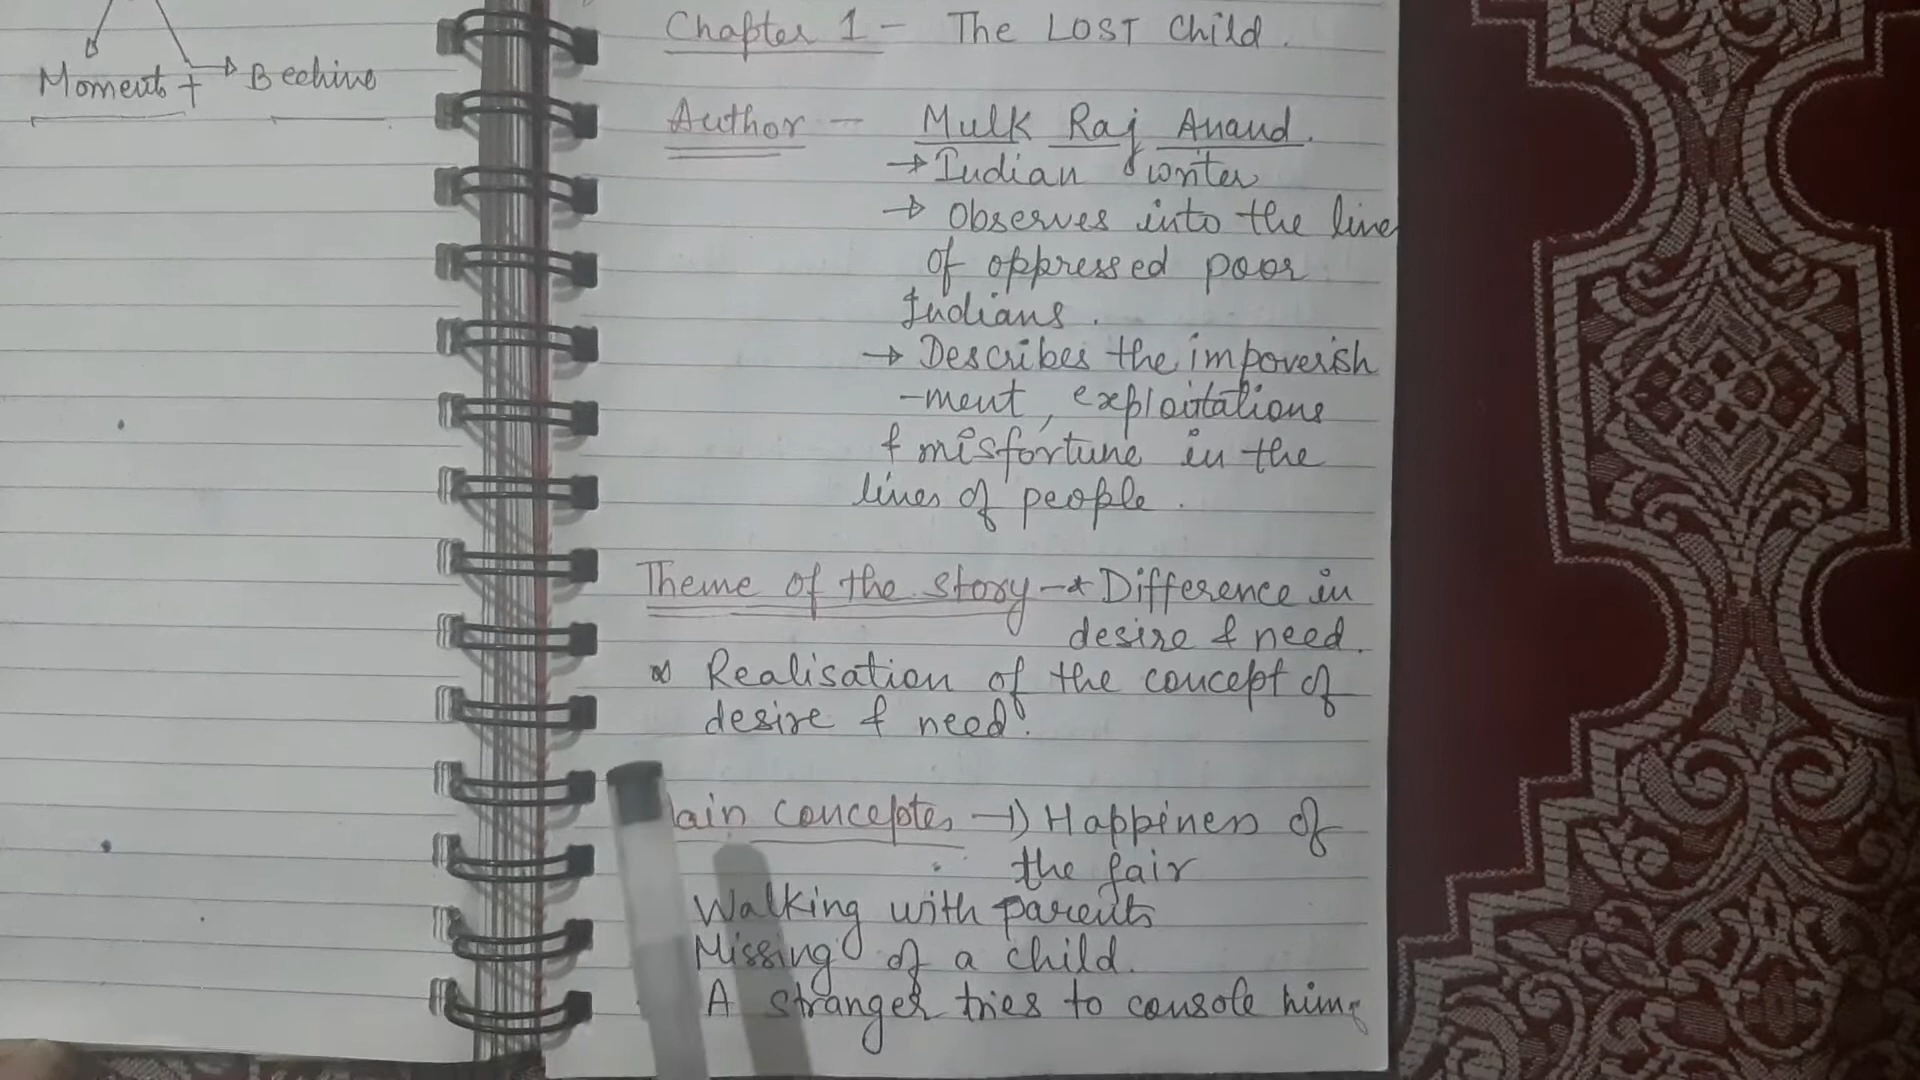 Moments + → Beehive
Chapter 1 - The LOST Child.
Author - Mulk Raj Anand.
→ Indian writer
→ Observes into the lives
of oppressed poor
Indians.
→ Describes the impoverish
-ment, exploitations
& misfortune in the
lives of people.
Theme of the story -* Difference in
desire & need.
* Realisation of the concept of
desire & need.
ain concepts -1) Happiness of
the fair
Walking with parents
Missing of a child.
A stranger tries to console him